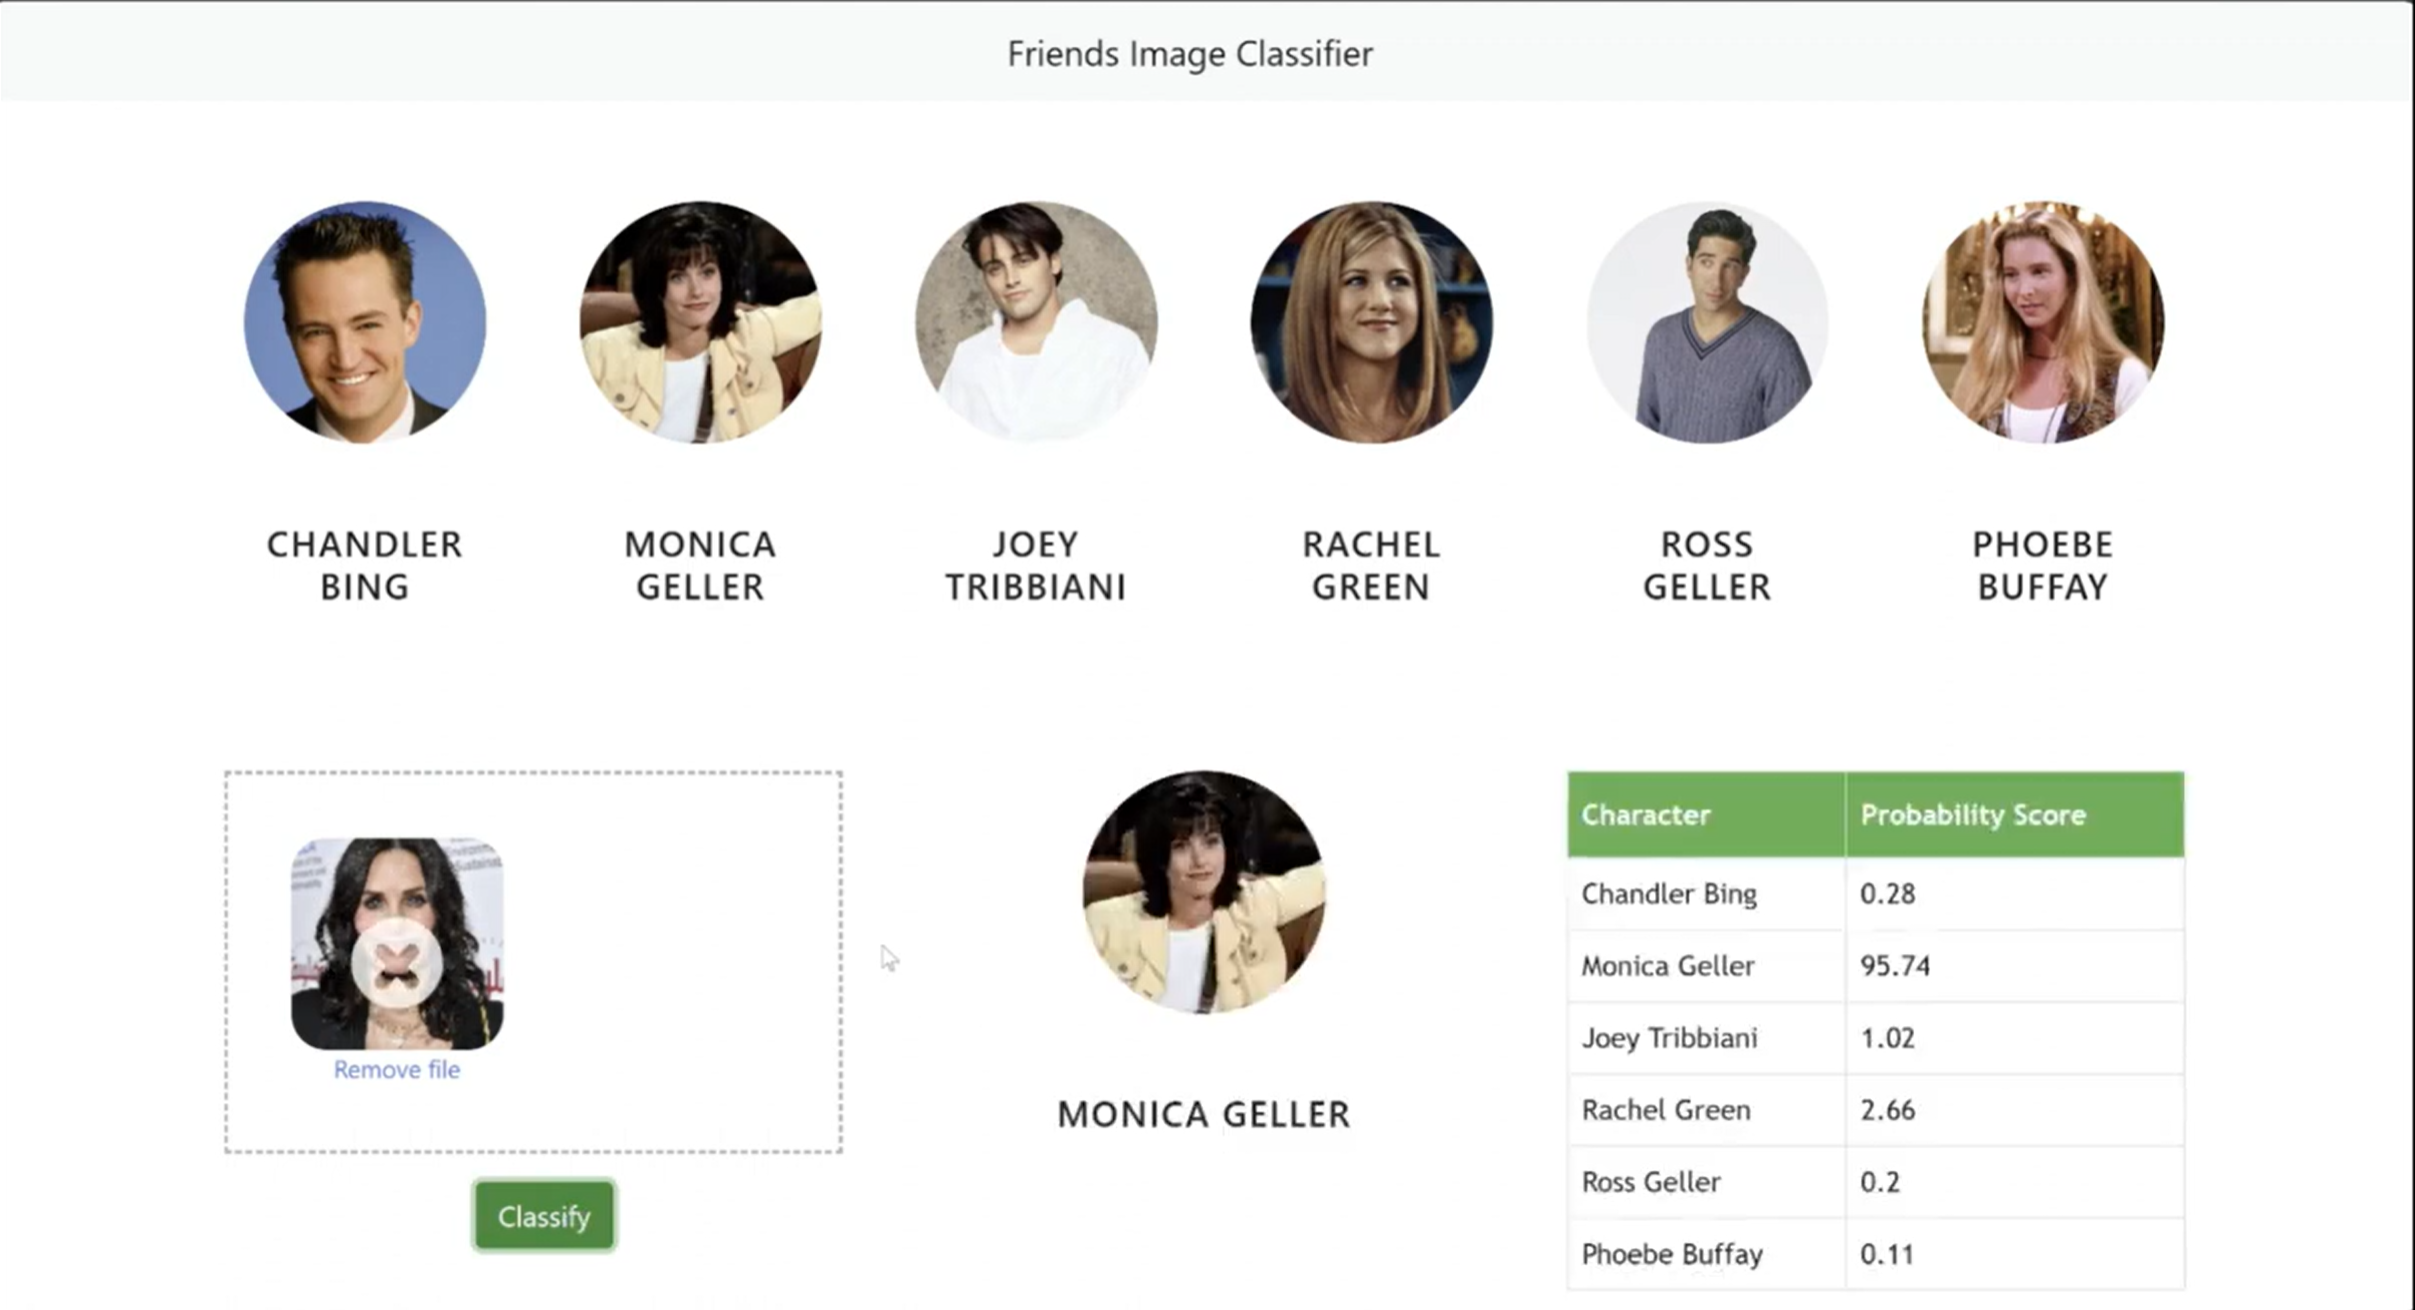 Friends Image Classifier
CHANDLER
BING
MONICA
GELLER
JOEY
TRIBBIANI
RACHEL
GREEN
ROSS
GELLER
PHOEBE
BUFFAY
Remove file
Classify
MONICA GELLER
Character Probability Score
Chandler Bing 0.28
Monica Geller 95.74
Joey Tribbiani 1.02
Rachel Green 2.66
Ross Geller 0.2
Phoebe Buffay 0.11